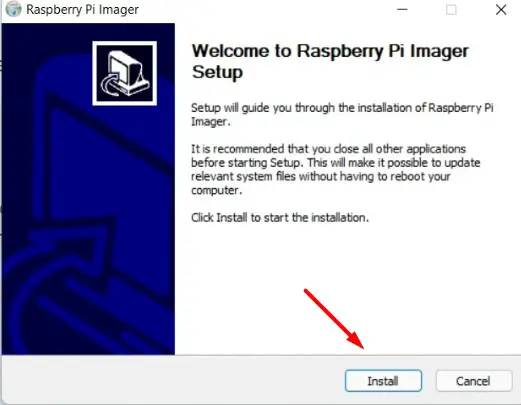 Raspberry Pi Imager
Welcome to Raspberry Pi Imager
Setup
Setup will guide you through the installation of Raspberry Pi
Imager.
It is recommended that you close all other applications
before starting Setup. This will make it possible to update
relevant system files without having to reboot your
computer.
Click Install to start the installation.
Install
Cancel